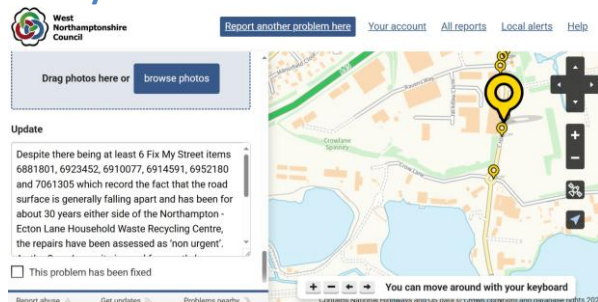 West
Northamptonshire
Council
Report another problem here
Your account
All reports
Local alerts
Help
Drag photos here or
browse photos
Update
Despite there being at least 6 Fix My Street items
6881801, 6923452, 6910077, 6914591, 6952180
and 7061305 which record the fact that the road
surface is generally falling apart and has been for
about 30 years either side of the Northampton -
Ecton Lane Household Waste Recycling Centre,
the repairs have been assessed as 'non urgent'.
This problem has been fixed
Report abuse
Get updates
Problems nearby
Ravens Way
Crowlane
Spinney
Crow Lane
You can move around with your keyboard